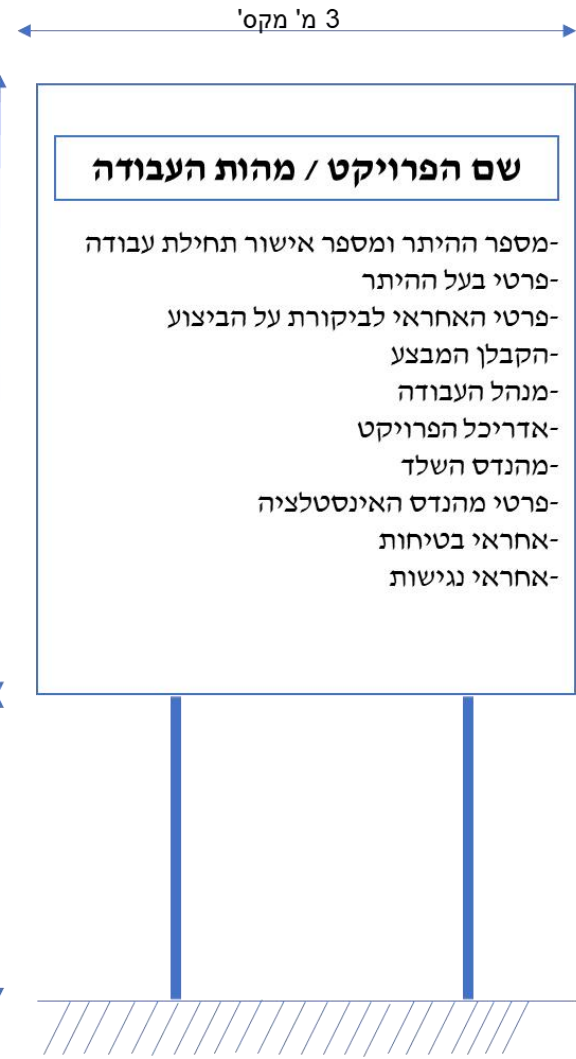 3 מ' מקס'
שם הפרויקט / מהות העבודה
-מספר ההיתר ומספר אישור תחילת עבודה
-פרטי בעל ההיתר
-פרטי האחראי לביקורת על הביצוע
-הקבלן המבצע
-מנהל העבודה
-אדריכל הפרויקט
-מהנדס השלד
-פרטי מהנדס האינסטלציה
-אחראי בטיחות
-אחראי נגישות